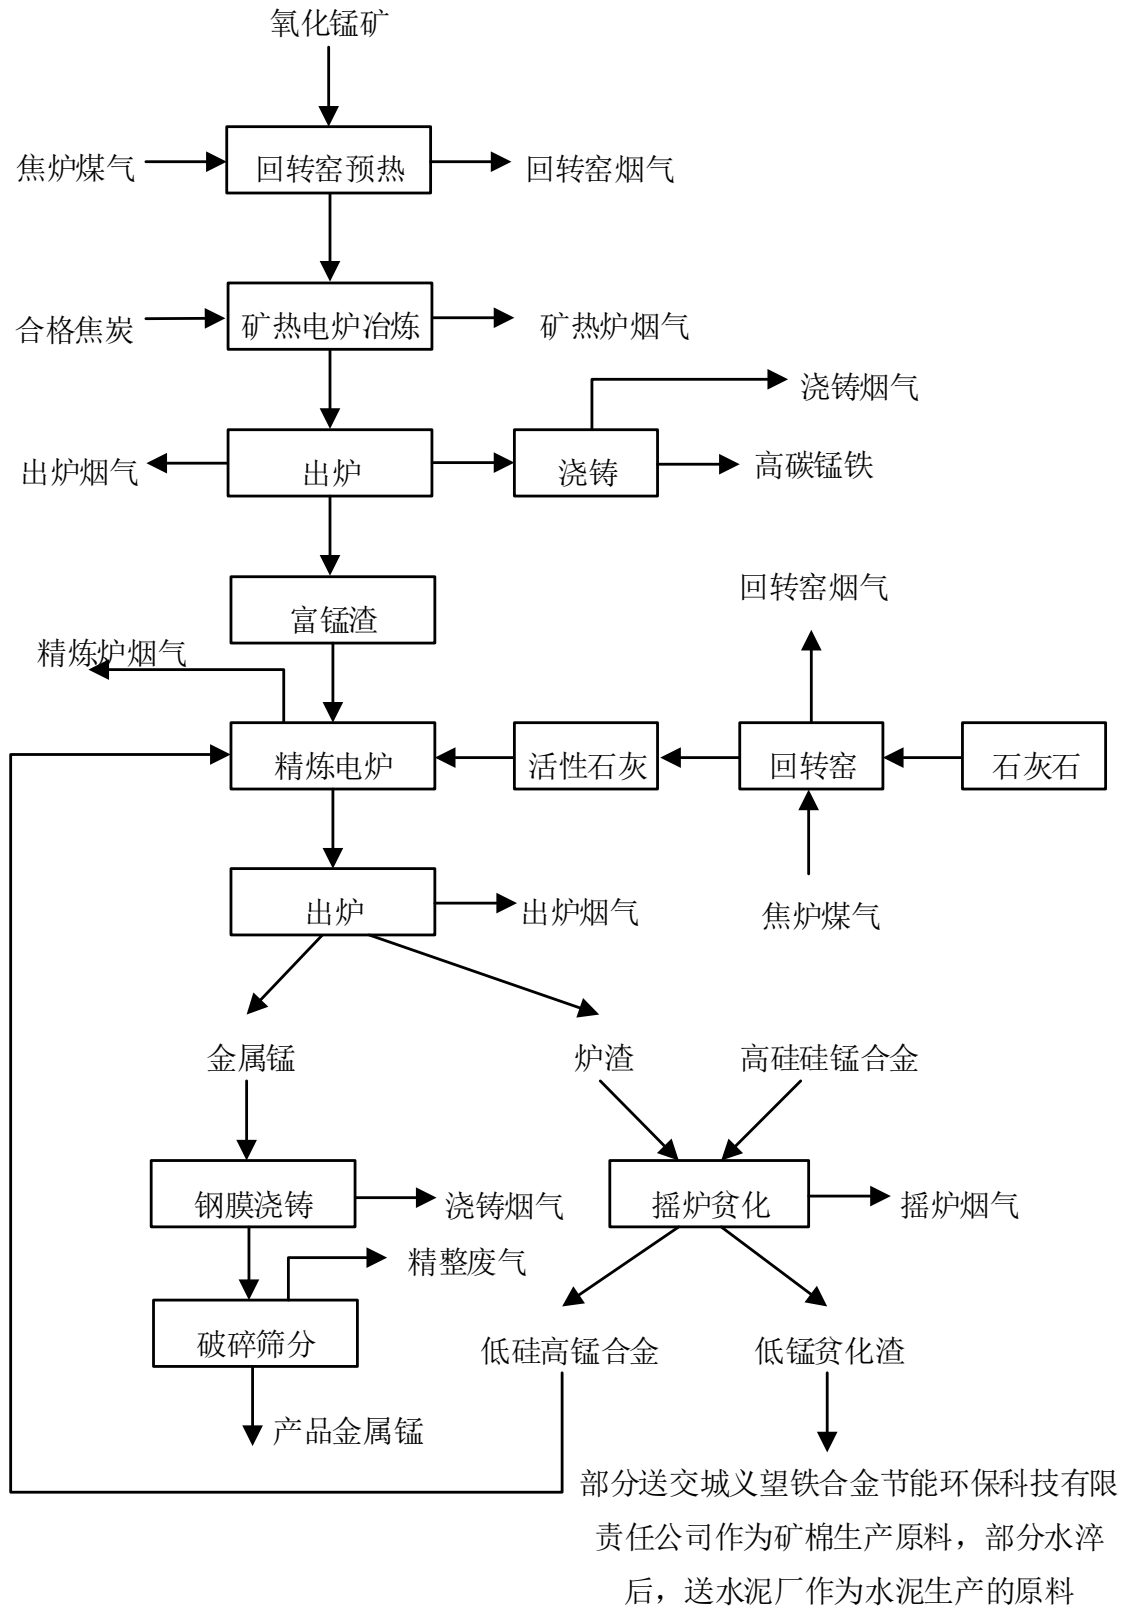 氧化锰矿
焦炉煤气
回转窑预热
回转窑烟气
合格焦炭
矿热电炉冶炼
矿热炉烟气
浇铸烟气
出炉烟气
出炉
浇铸
高碳锰铁
回转窑烟气
富锰渣
精炼炉烟气
精炼电炉
活性石灰
回转窑
石灰石
出炉
出炉烟气
焦炉煤气
金属锰
炉渣
高硅硅锰合金
钢膜浇铸
浇铸烟气
摇炉贫化
摇炉烟气
精整废气
破碎筛分
低硅高锰合金
低锰贫化渣
产品金属锰
部分送交城义望铁合金节能环保科技有限
责任公司作为矿棉生产原料，部分水淬
后，送水泥厂作为水泥生产的原料